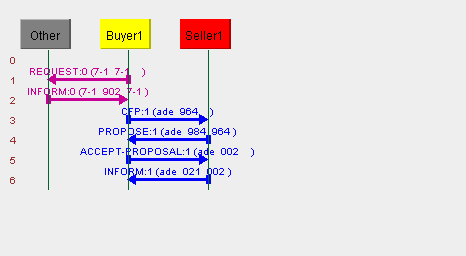 Other Buyer1 Seller1
0
1 REQUEST:0 (7-1 7-1 )
2 INFORM:0 (7-1 902 7-1 )
3 CFP:1 (ade 964 )
4 PROPOSE:1 (ade 984 964 )
5 ACCEPT-PROPOSAL:1 (ade 002 )
6 INFORM:1 (ade 021 002 )